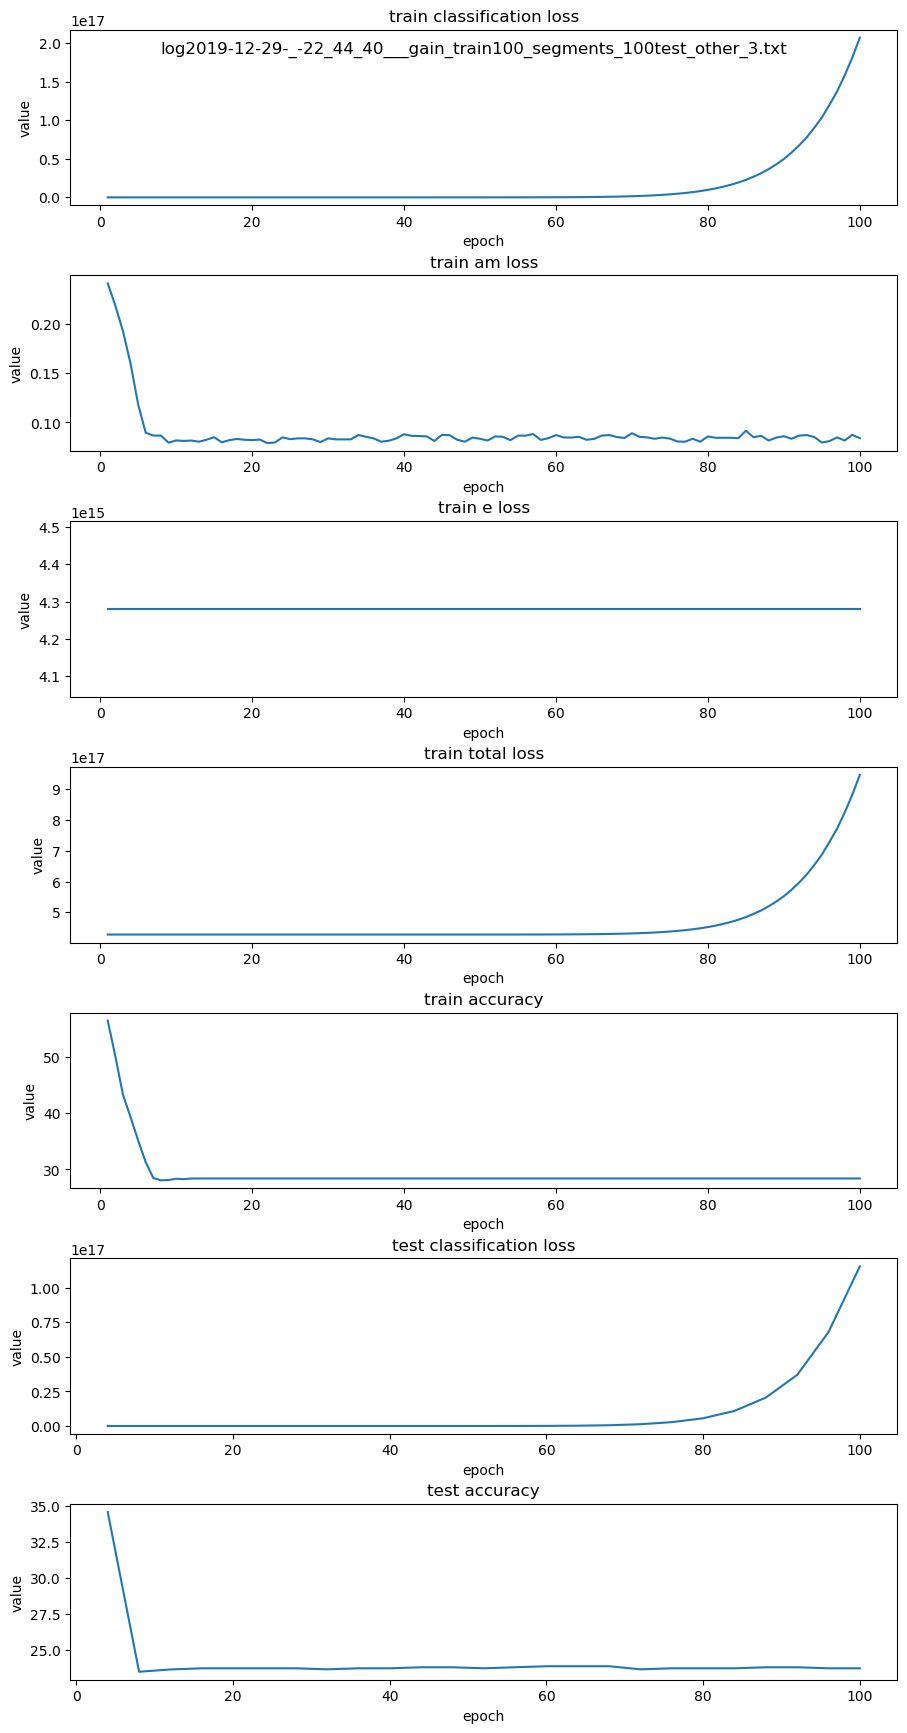 train classification loss
1e17
log2019-12-29-_-22_44_40___gain_train100_segments_100test_other_3.txt
2.0
1.5
1.0
0.5
0.0
value
0 20 40 60 80 100
epoch
train am loss
0.20
0.15
0.10
value
0 20 40 60 80 100
epoch
train e loss
1e15
4.5
4.4
4.3
4.2
4.1
value
0 20 40 60 80 100
epoch
train total loss
1e17
9
8
7
6
5
value
0 20 40 60 80 100
epoch
train accuracy
50
40
30
value
0 20 40 60 80 100
epoch
test classification loss
1e17
1.00
0.75
0.50
0.25
0.00
value
0 20 40 60 80 100
epoch
test accuracy
35.0
32.5
30.0
27.5
25.0
value
0 20 40 60 80 100
epoch